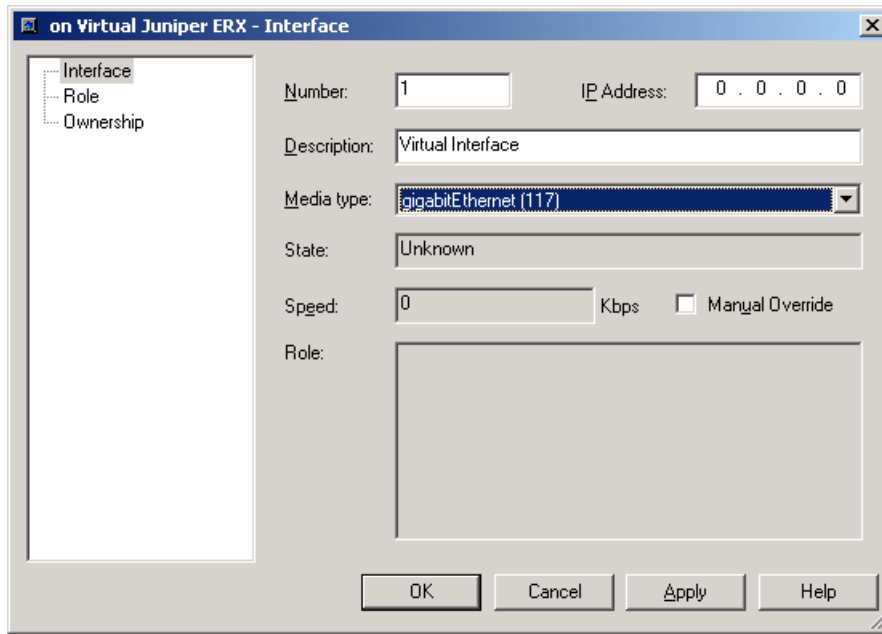 on Virtual Juniper ERX - Interface
Interface
Role
Ownership
Number: 1 IP Address: 0 . 0 . 0 . 0
Description: Virtual Interface
Media type: gigabitEthernet (117)
State: Unknown
Speed: 0 Kbps Manual Override
Role:
OK Cancel Apply Help